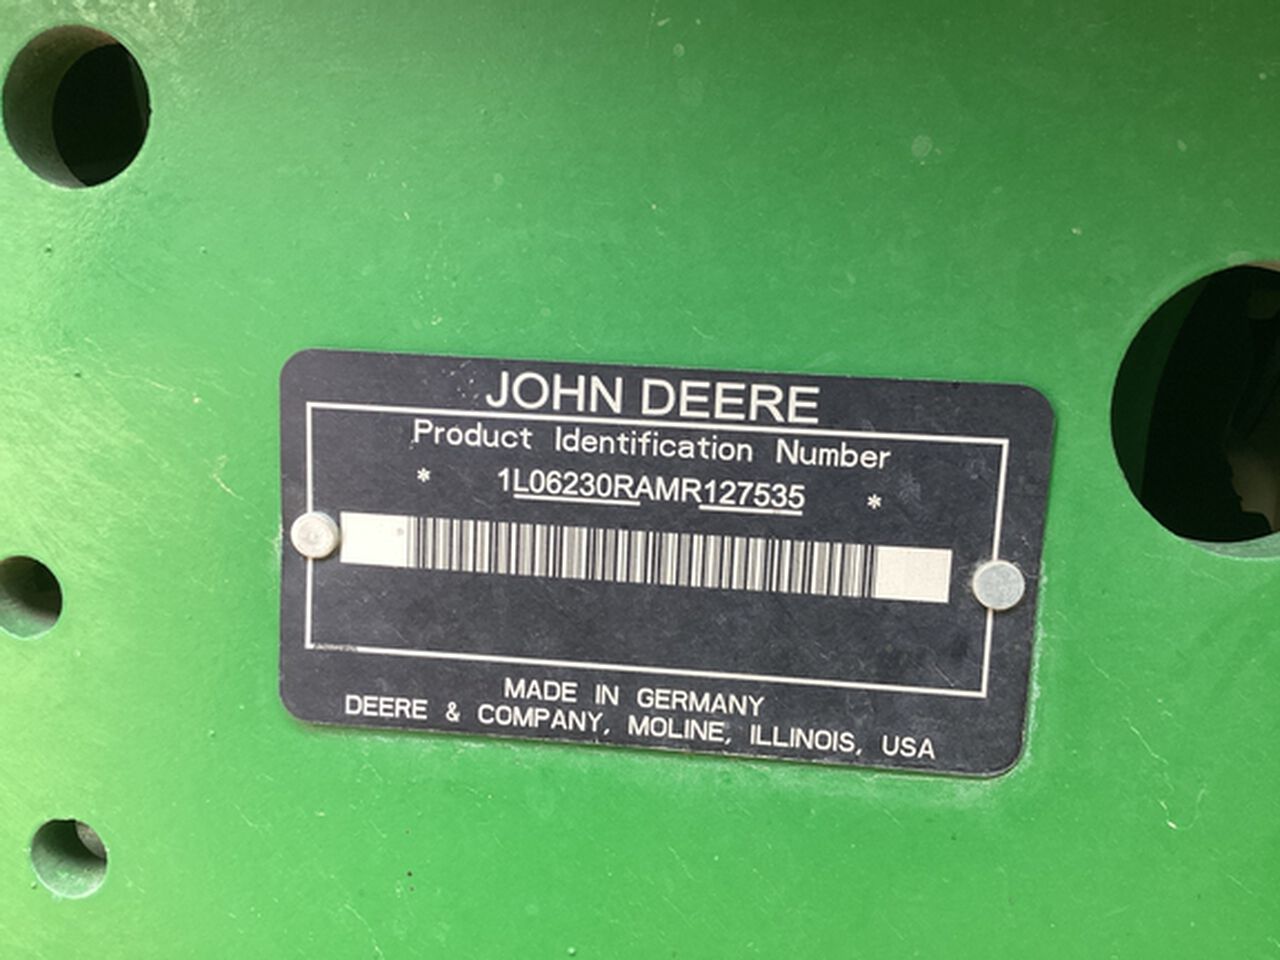 JOHN DEERE
Product Identification Number
* 1L06230RAMR127535 *
MADE IN GERMANY
DEERE & COMPANY, MOLINE, ILLINOIS, USA